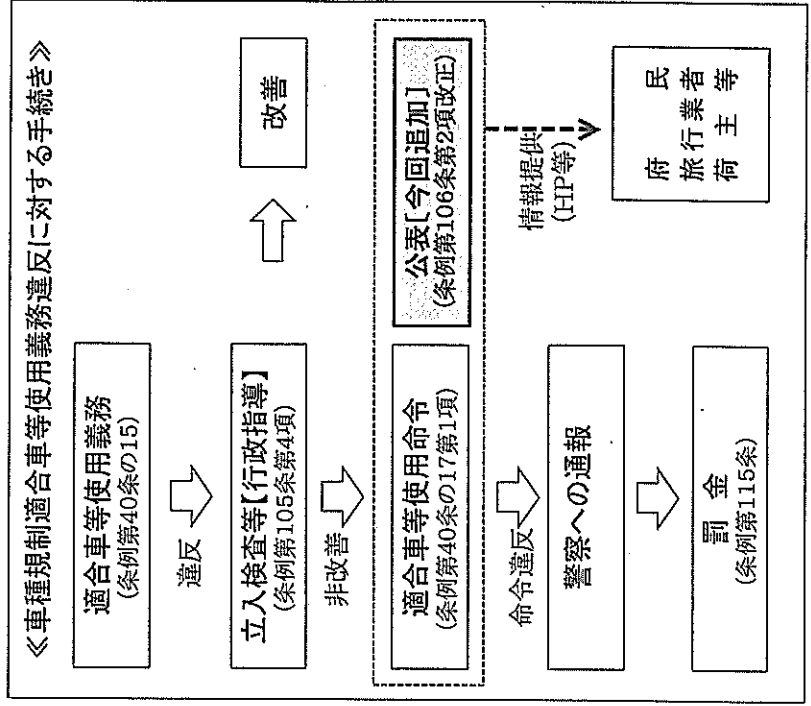 ≪車種規制適合車等使用義務違反に対する手続き≫
適合車等使用義務
(条例第40条の15)
違反
立入検査等【行政指導】
(条例第105条第4項)
改善
非改善
適合車等使用命令
(条例第40条の17第1項)
公表[今回追加]
(条例第106条第2項改正)
命令違反
情報提供
(HP等)
警察への通報
府民
旅行業者
荷主等
罰金
(条例第115条)